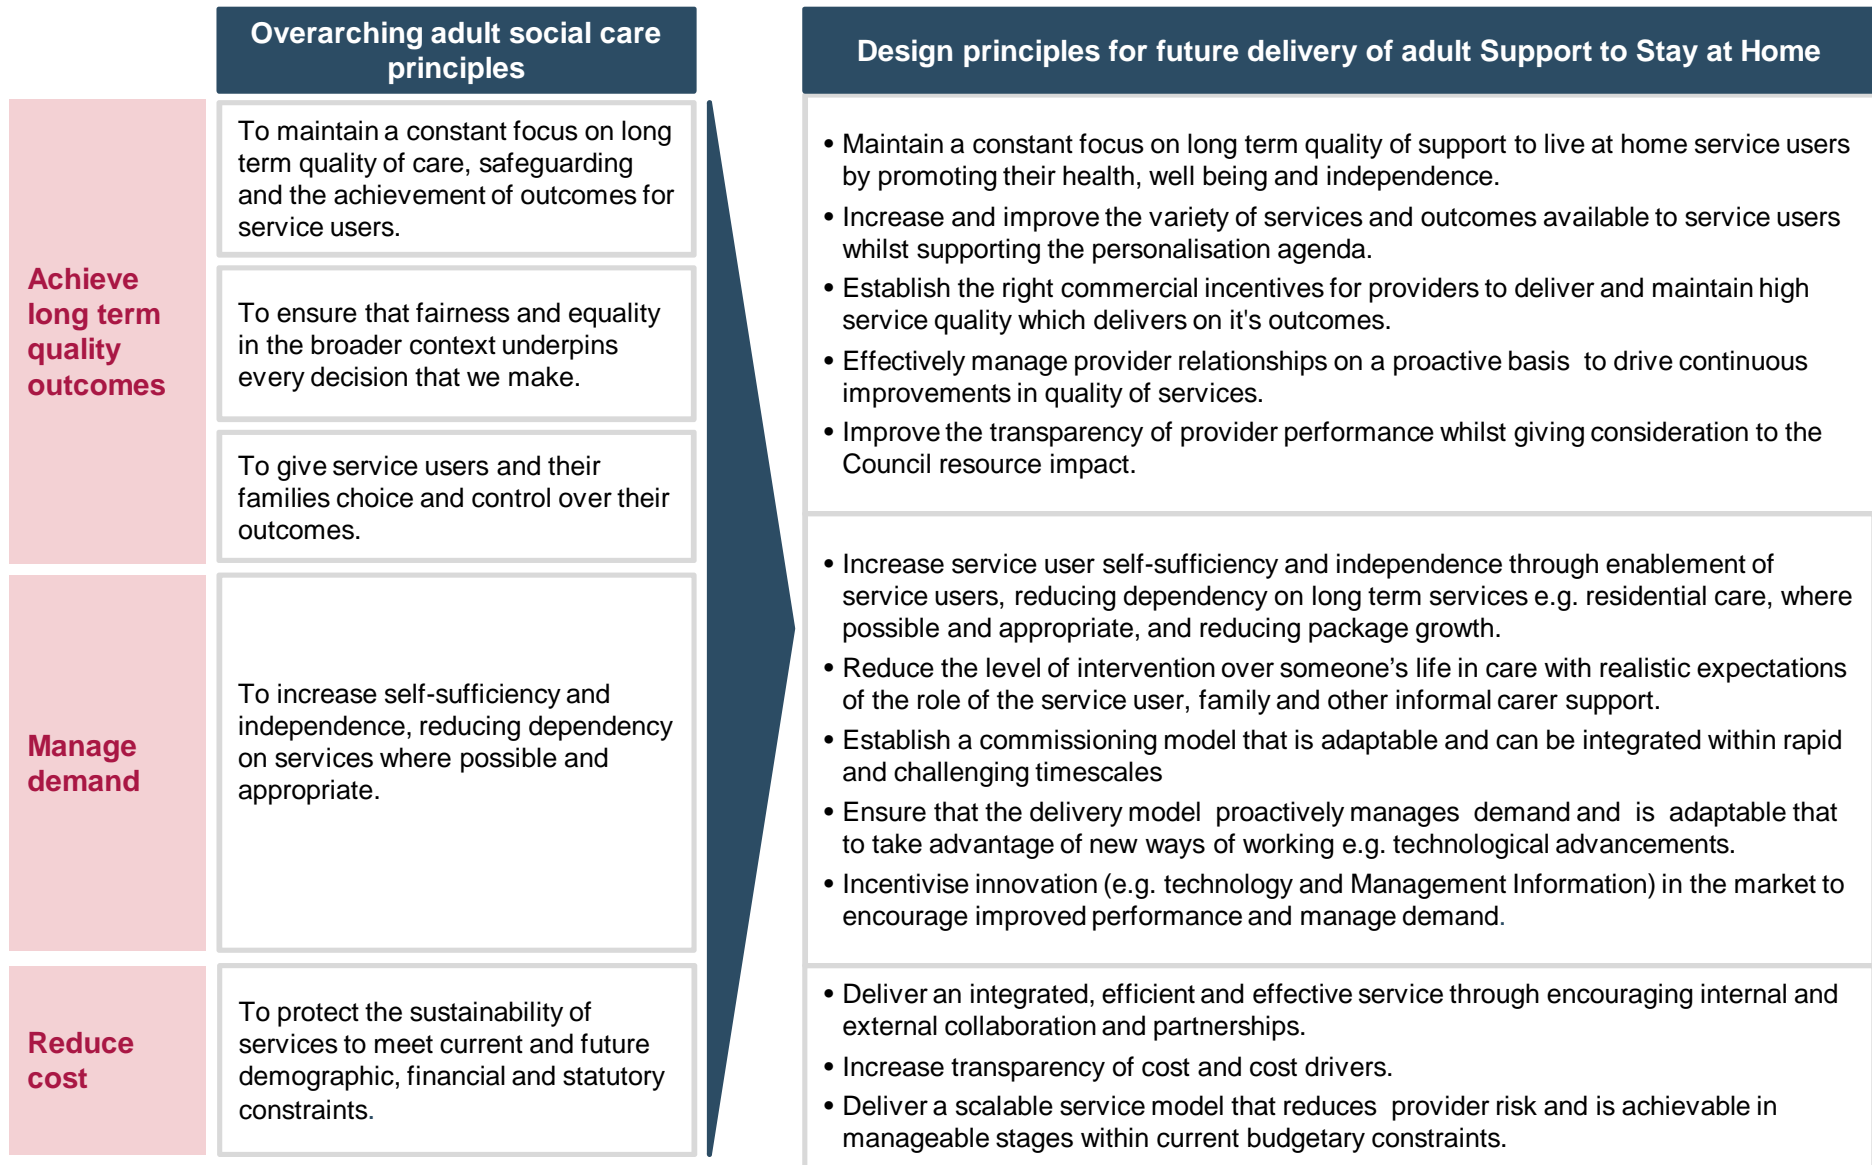 Overarching adult social care
principles
Design principles for future delivery of adult Support to Stay at Home
Achieve
long term
quality
outcomes
To maintain a constant focus on long
term quality of care, safeguarding
and the achievement of outcomes for
service users.
To ensure that fairness and equality
in the broader context underpins
every decision that we make.
To give service users and their
families choice and control over their
outcomes.
• Maintain a constant focus on long term quality of support to live at home service users
by promoting their health, well being and independence.
• Increase and improve the variety of services and outcomes available to service users
whilst supporting the personalisation agenda.
• Establish the right commercial incentives for providers to deliver and maintain high
service quality which delivers on it's outcomes.
• Effectively manage provider relationships on a proactive basis to drive continuous
improvements in quality of services.
• Improve the transparency of provider performance whilst giving consideration to the
Council resource impact.
Manage
demand
To increase self-sufficiency and
independence, reducing dependency
on services where possible and
appropriate.
• Increase service user self-sufficiency and independence through enablement of
service users, reducing dependency on long term services e.g. residential care, where
possible and appropriate, and reducing package growth.
• Reduce the level of intervention over someone’s life in care with realistic expectations
of the role of the service user, family and other informal carer support.
• Establish a commissioning model that is adaptable and can be integrated within rapid
and challenging timescales
• Ensure that the delivery model proactively manages demand and is adaptable that
to take advantage of new ways of working e.g. technological advancements.
• Incentivise innovation (e.g. technology and Management Information) in the market to
encourage improved performance and manage demand.
Reduce
cost
To protect the sustainability of
services to meet current and future
demographic, financial and statutory
constraints.
• Deliver an integrated, efficient and effective service through encouraging internal and
external collaboration and partnerships.
• Increase transparency of cost and cost drivers.
• Deliver a scalable service model that reduces provider risk and is achievable in
manageable stages within current budgetary constraints.